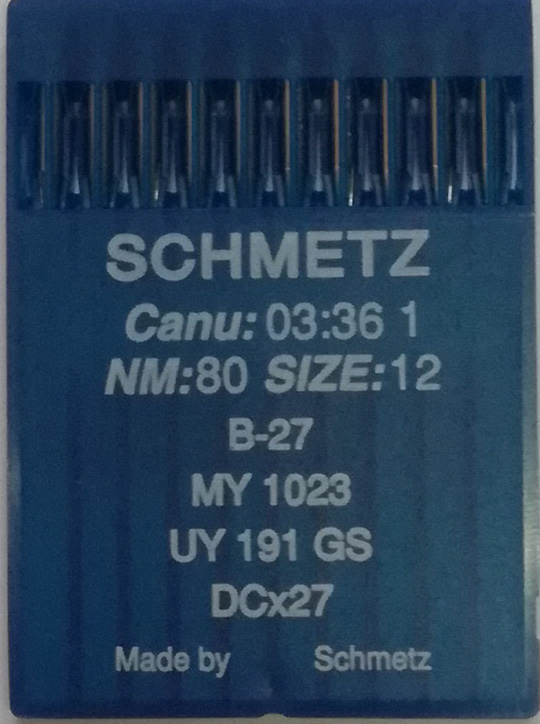 SCHMETZ
Canu: 03:36 1
NM:80 SIZE:12
B-27
MY 1023
UY 191 GS
DCx27
Made by Schmetz